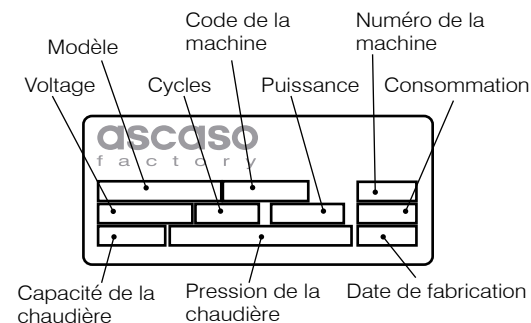 Code de la
machine
Numéro de la
machine
Modèle
Voltage
Cycles
Puissance
Consommation
ascaso
factory
Capacité de la
chaudière
Pression de la
chaudière
Date de fabrication